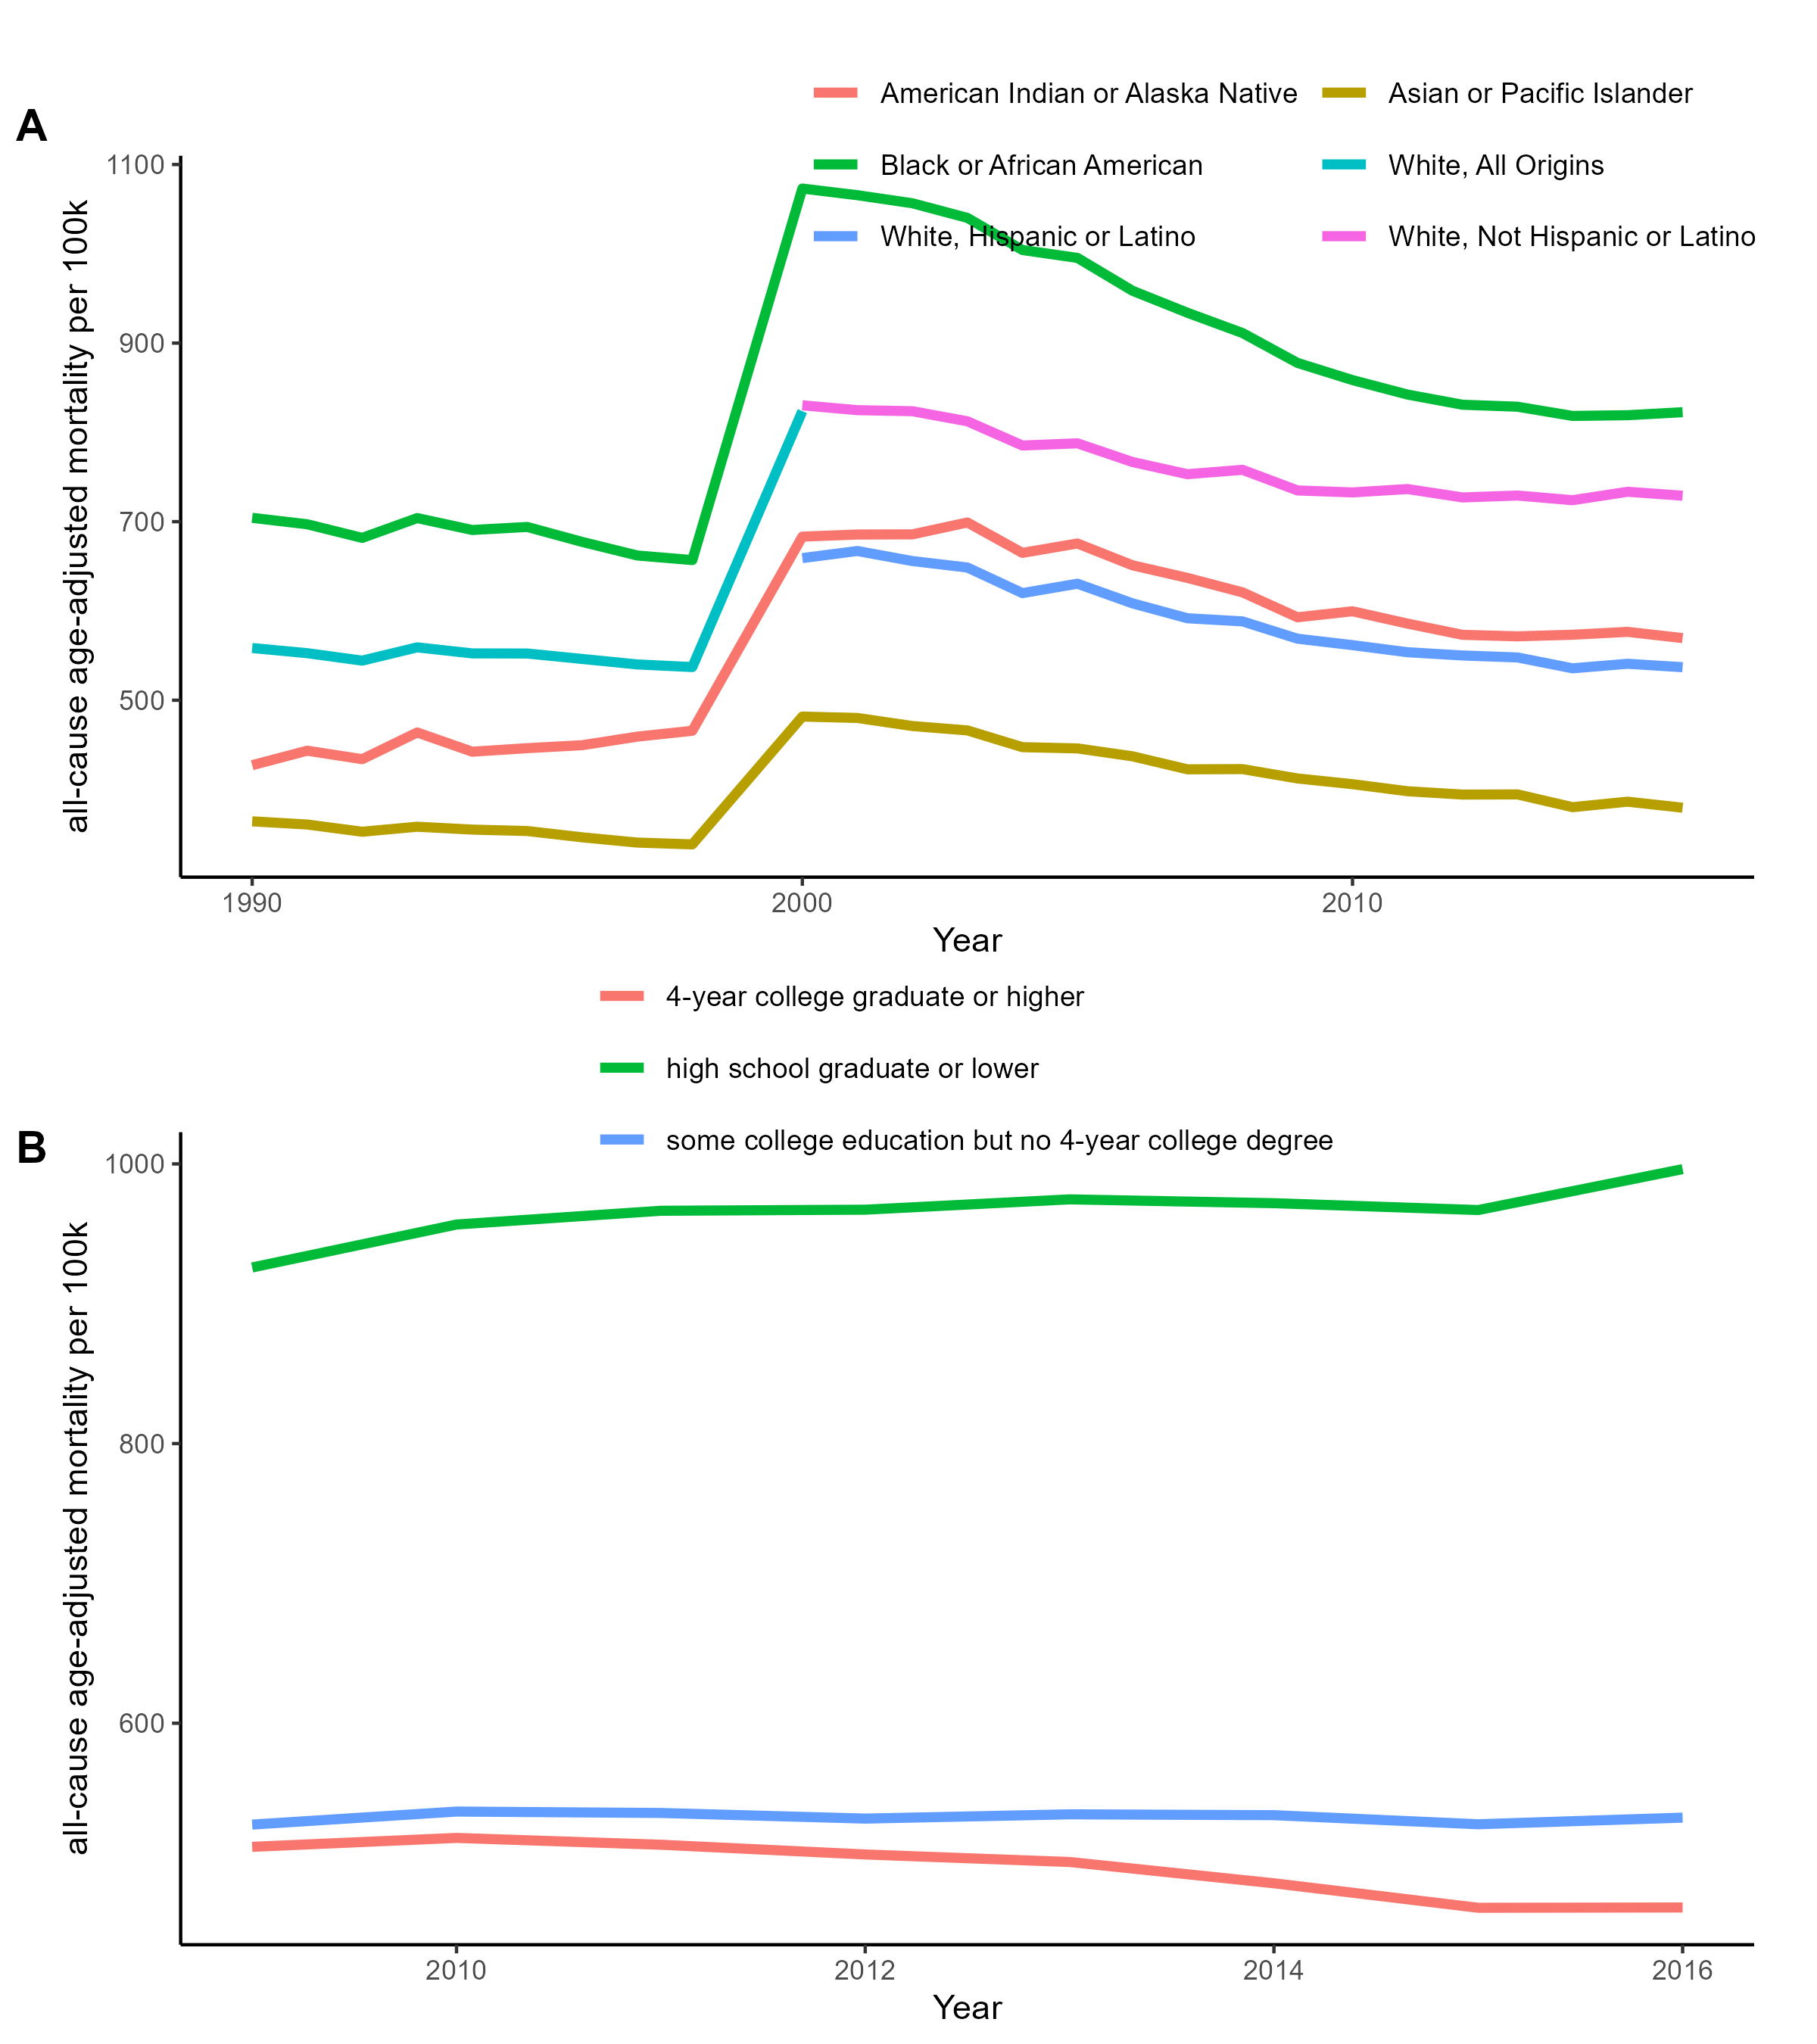 American Indian or Alaska Native
Asian or Pacific Islander
A
Black or African American
White, All Origins
White, Hispanic or Latino
White, Not Hispanic or Latino
1100
900
700
500
all-cause age-adjusted mortality per 100k
1990
2000
2010
Year
4-year college graduate or higher
high school graduate or lower
some college education but no 4-year college degree
B
1000
800
600
all-cause age-adjusted mortality per 100k
2010
2012
2014
2016
Year